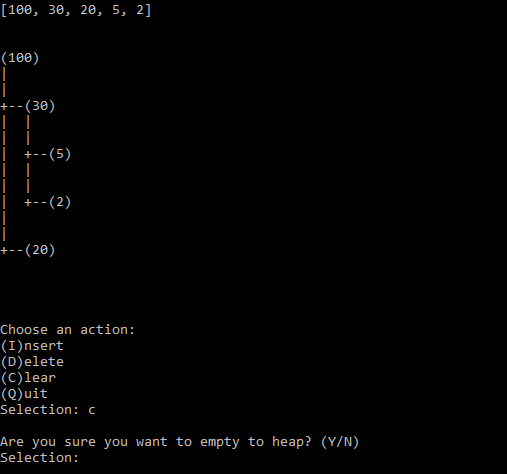 [100, 30, 20, 5, 2]
(100)
|
|
+--(30)
|  |
|  |
|  +--(5)
|  |
|  |
|  +--(2)
|
|
+--(20)
Choose an action:
(I)nsert
(D)elete
(C)lear
(Q)uit
Selection: c
Are you sure you want to empty to heap? (Y/N)
Selection: